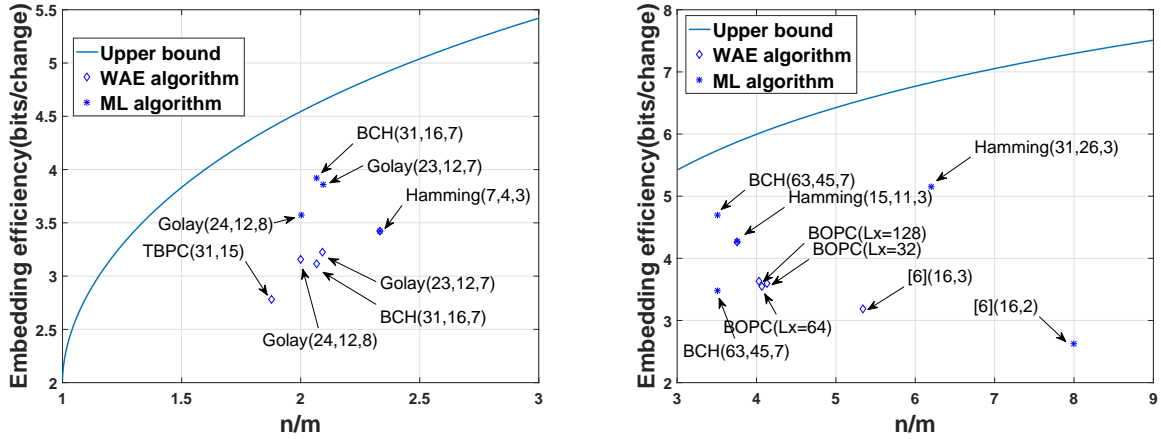 5.5
5
4.5
4
3.5
3
2.5
2
Embedding efficiency(bits/change)
Upper bound
WAE algorithm
ML algorithm
BCH(31,16,7)
Golay(23,12,7)
Hamming(7,4,3)
Golay(24,12,8)
TBPC(31,15)
Golay(23,12,7)
BCH(31,16,7)
Golay(24,12,8)
1
1.5
2
2.5
3
n/m
8
7
6
5
4
3
2
Embedding efficiency(bits/change)
Upper bound
WAE algorithm
ML algorithm
Hamming(31,26,3)
BCH(63,45,7)
Hamming(15,11,3)
BOPC(Lx=128)
BOPC(Lx=32)
[6](16,3)
[6](16,2)
BOPC(Lx=64)
BCH(63,45,7)
3
4
5
6
7
8
9
n/m